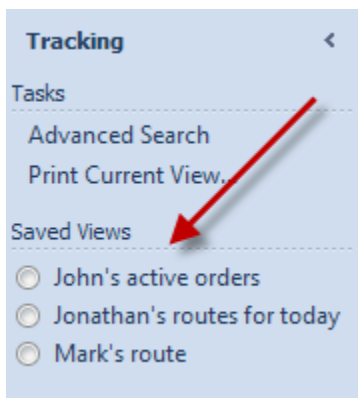 Tracking
Tasks
Advanced Search
Print Current View...
Saved Views
John's active orders
Jonathan's routes for today
Mark's route